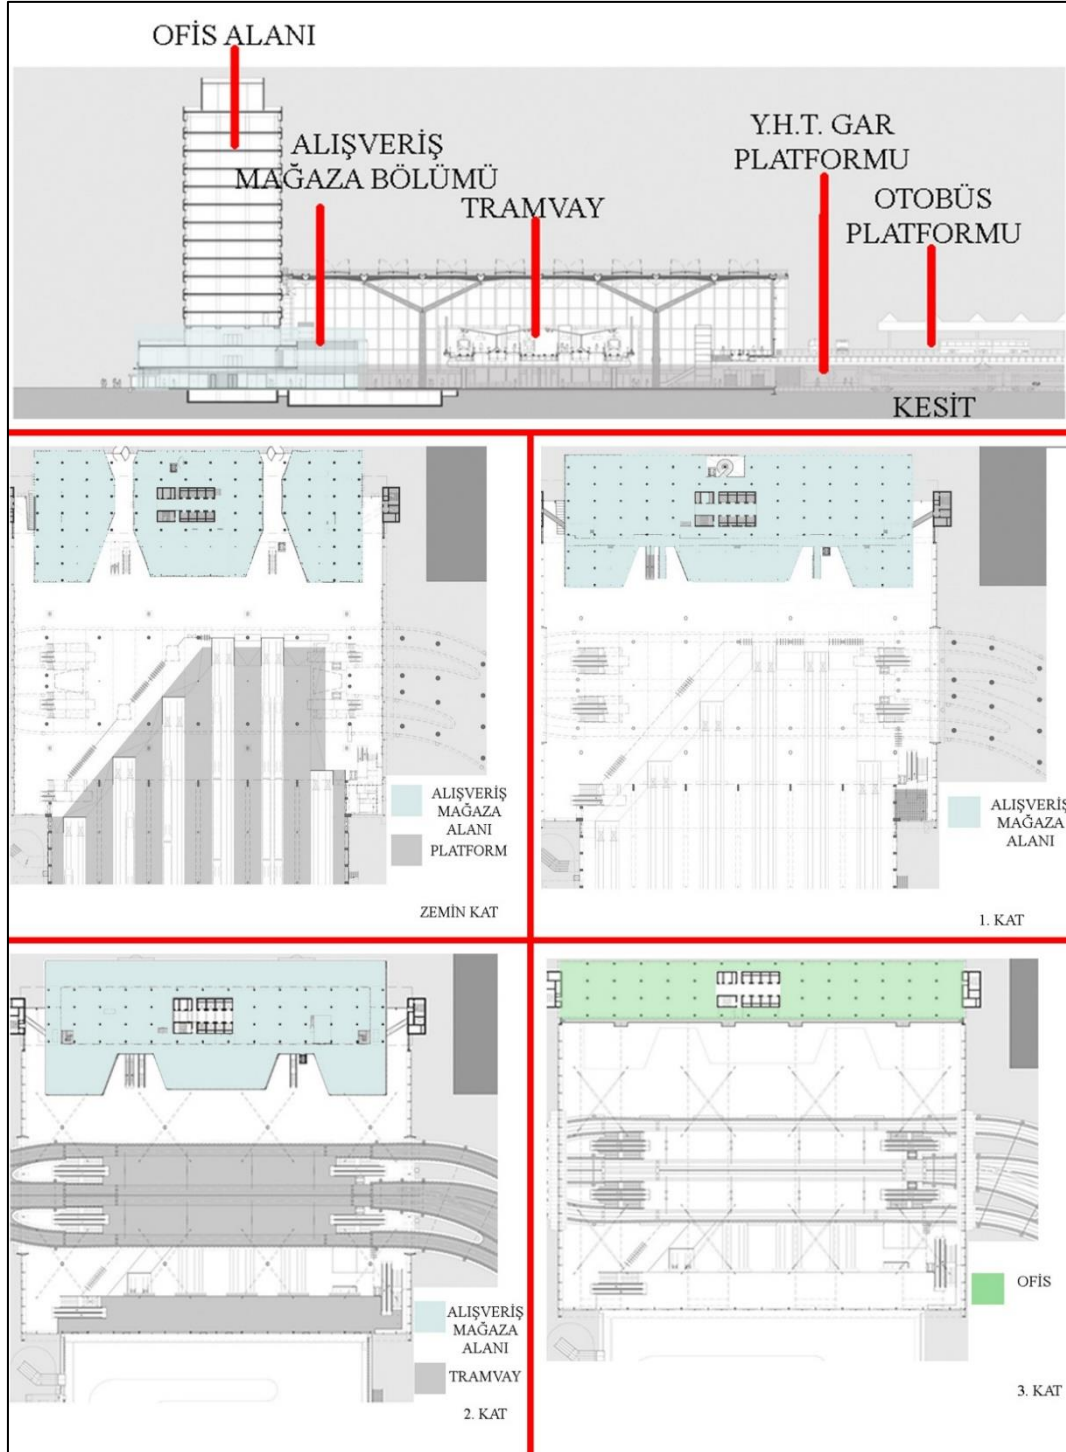 OFİS ALANI
ALIŞVERİŞ
MAĞAZA BÖLÜMÜ
TRAMVAY
Y.H.T. GAR
PLATFORMU
OTOBÜS
PLATFORMU
KESİT
ALIŞVERİŞ
MAĞAZA
ALANI
PLATFORM
ZEMİN KAT
ALIŞVERİŞ
MAĞAZA
ALANI
1. KAT
ALIŞVERİŞ
MAĞAZA
ALANI
TRAMVAY
2. KAT
OFİS
3. KAT